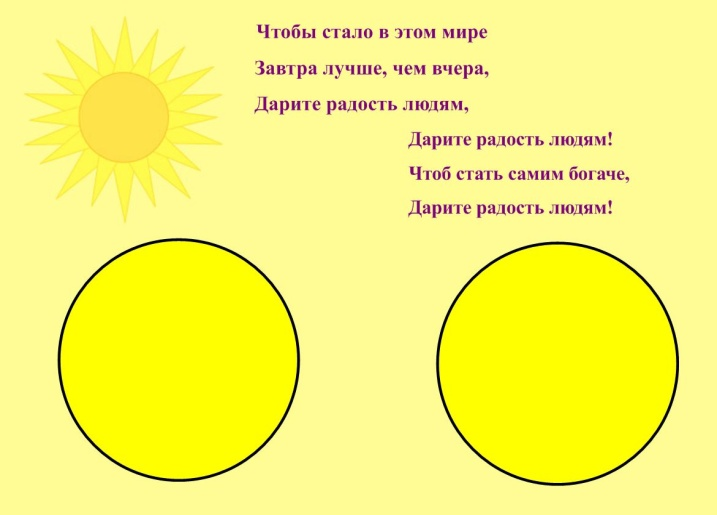 Чтобы стало в этом мире
Завтра лучше, чем вчера,
Дарите радость людям,
Дарите радость людям!
Чтоб стать самим богаче,
Дарите радость людям!